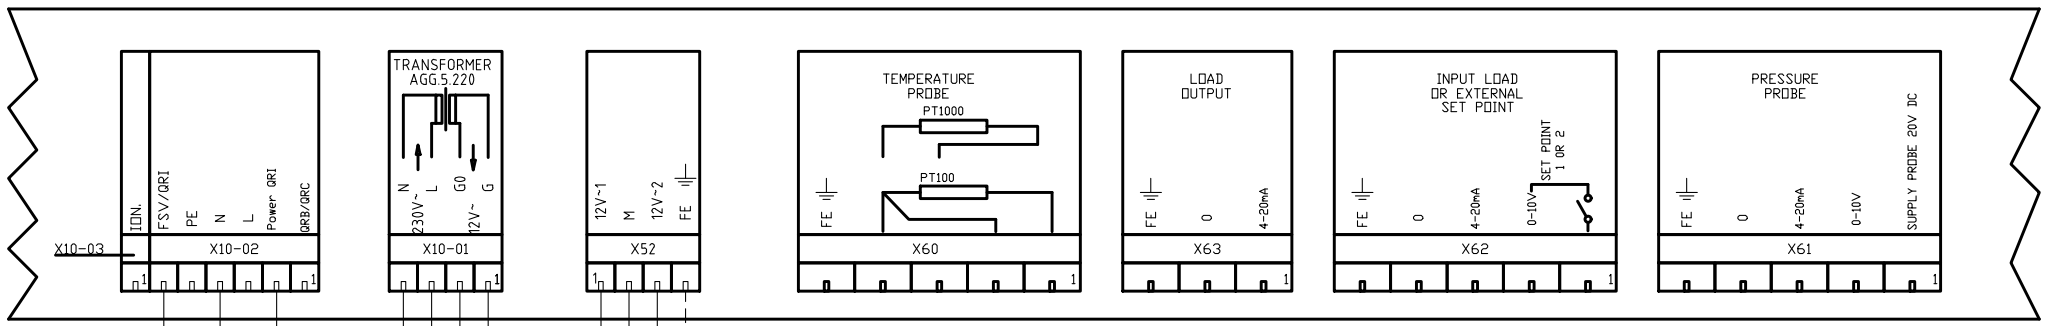 X10-03
ION.
1
FSV/QRI
PE
N
L
Power QRI
QRB/QRC
X10-02
1
TRANSFORMER
AGG.5.220
N
230V~
L
G0
12V~
G
X10-01
1
12V~1
M
12V~2
FE
X52
1
TEMPERATURE
PROBE
PT1000
PT100
FE
X60
1
LOAD
OUTPUT
FE
0
4-20mA
X63
1
INPUT LOAD
OR EXTERNAL
SET POINT
SET POINT
1 OR 2
FE
0
4-20mA
0-10V
X62
1
PRESSURE
PROBE
FE
0
4-20mA
0-10V
SUPPLY PROBE 20V DC
X61
1